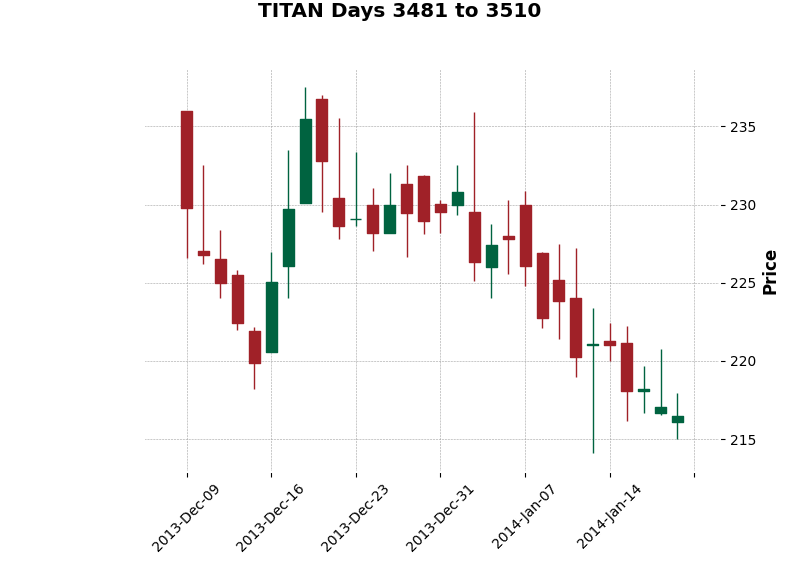 TITAN Days 3481 to 3510
235
230
225
220
215
Price
2013-Dec-09
2013-Dec-16
2013-Dec-23
2013-Dec-31
2014-Jan-07
2014-Jan-14